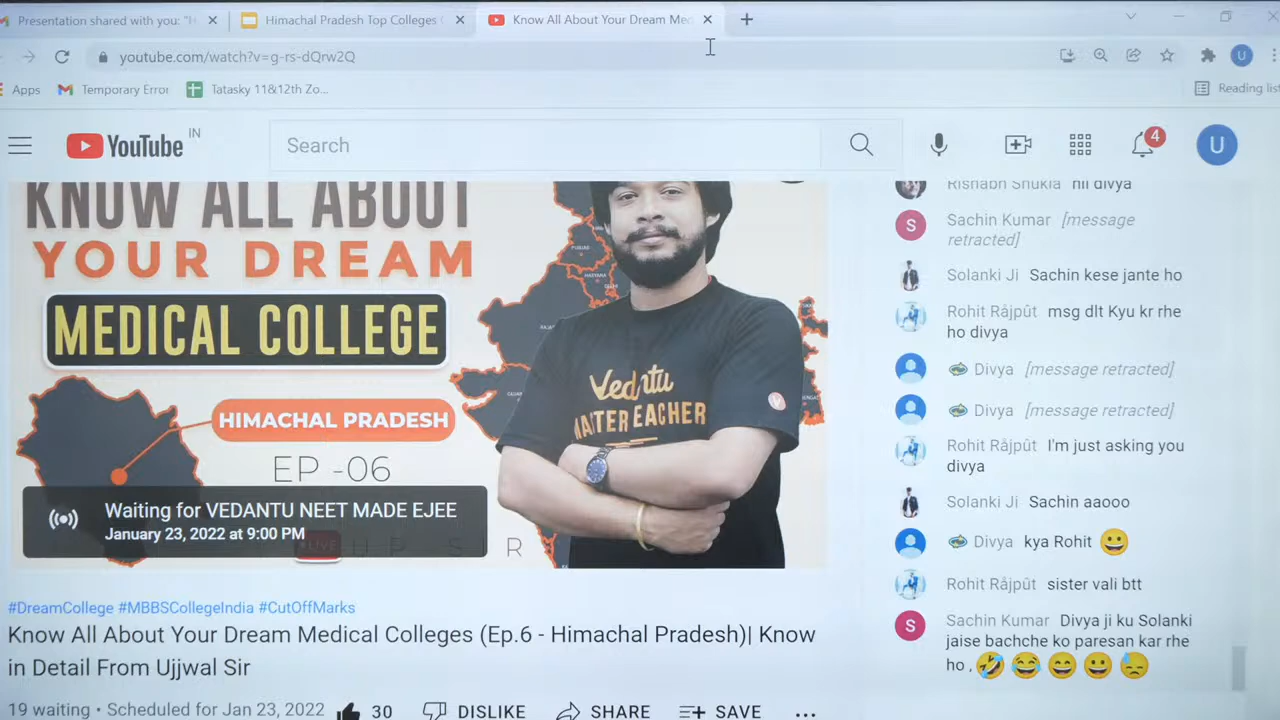 Presentation shared with you: "H
Himachal Pradesh Top Colleges (
Know All About Your Dream Med
youtube.com/watch?v=g-rs-dQrw2Q
U
Apps
Temporary Error
Tatasky 11&12th Zo...
Reading list
YouTube IN
Search
4
U
KNOW ALL ABOUT
YOUR DREAM
MEDICAL COLLEGE
HIMACHAL PRADESH
EP -06
Vedantu
Waiting for VEDANTU NEET MADE EJEE
January 23, 2022 at 9:00 PM
#DreamCollege #MBBSCollegeIndia #CutOffMarks
Know All About Your Dream Medical Colleges (Ep.6 - Himachal Pradesh)| Know
in Detail From Ujjwal Sir
19 waiting • Scheduled for Jan 23, 2022
30
DISLIKE
SHARE
SAVE
Rishabh Shukla hii divya
S
Sachin Kumar [message
retracted]
Solanki Ji Sachin kese jante ho
Rohit Råjpût msg dlt Kyu kr rhe
ho divya
Divya [message retracted]
Divya [message retracted]
Rohit Råjpût I'm just asking you
divya
Solanki Ji Sachin aaooo
Divya kya Rohit 😀
Rohit Råjpût sister vali btt
S
Sachin Kumar Divya ji ku Solanki
jaise bachche ko paresan kar rhe
ho , 🤣😂😄😀😓